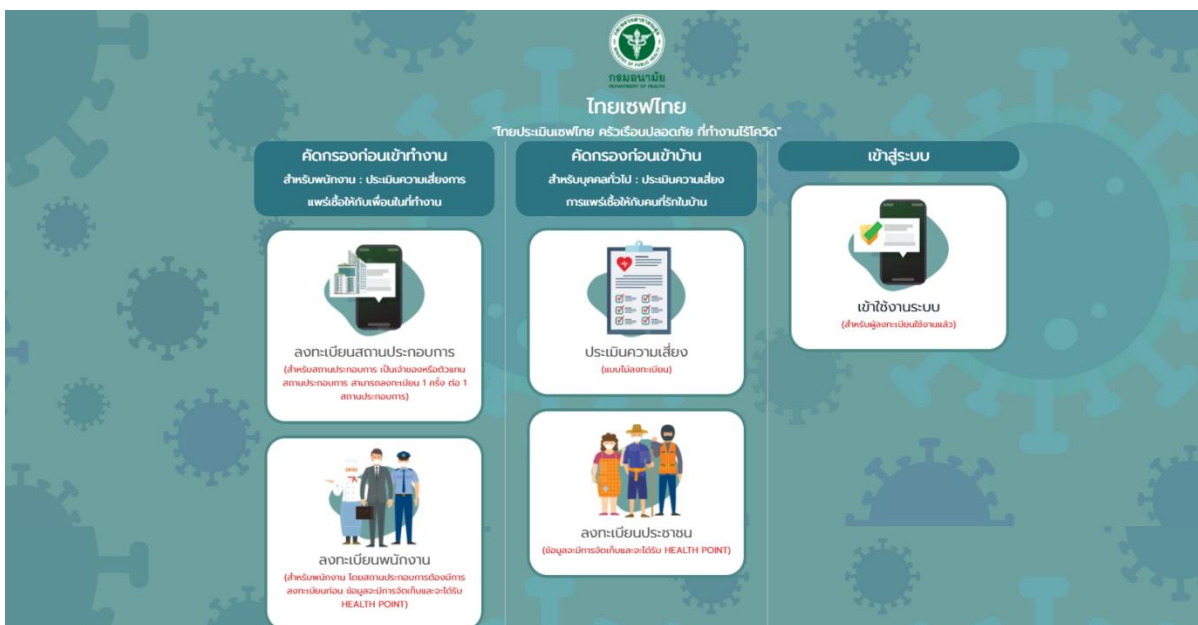 กรมอนามัย
DEPARTMENT OF HEALTH
ไทยเซฟไทย
"ไทยประเมินเซฟไทย ครัวเรือนปลอดภัย ที่ทำงานไร้โควิด"
คัดกรองก่อนเข้าทำงาน
สำหรับพนักงาน : ประเมินความเสี่ยงการ
แพร่เชื้อให้กับเพื่อนในที่ทำงาน
ลงทะเบียนสถานประกอบการ
(สำหรับสถานประกอบการ เป็นเจ้าของหรือตัวแทน
สถานประกอบการ สามารถลงทะเบียน 1 ครั้ง ต่อ 1
สถานประกอบการ)
ลงทะเบียนพนักงาน
(สำหรับพนักงาน โดยสถานประกอบการต้องมีการ
ลงทะเบียนก่อน ข้อมูลจะมีการจัดเก็บและจะได้รับ
HEALTH POINT)
คัดกรองก่อนเข้าบ้าน
สำหรับบุคคลทั่วไป : ประเมินความเสี่ยง
การแพร่เชื้อให้กับคนที่รักในบ้าน
ประเมินความเสี่ยง
(แบบไม่ลงทะเบียน)
ลงทะเบียนประชาชน
(ข้อมูลจะมีการจัดเก็บและจะได้รับ HEALTH POINT)
เข้าสู่ระบบ
เข้าใช้งานระบบ
(สำหรับผู้ลงทะเบียนใช้งานแล้ว)